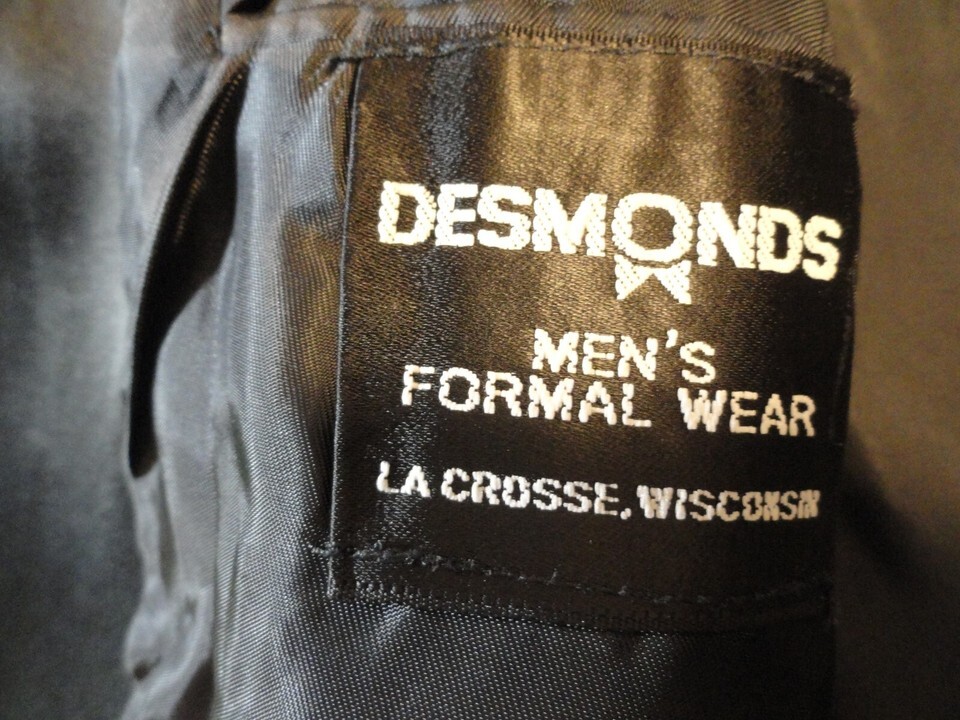 DESMONDS
MEN'S
FORMAL WEAR
LA CROSSE, WISCONSIN